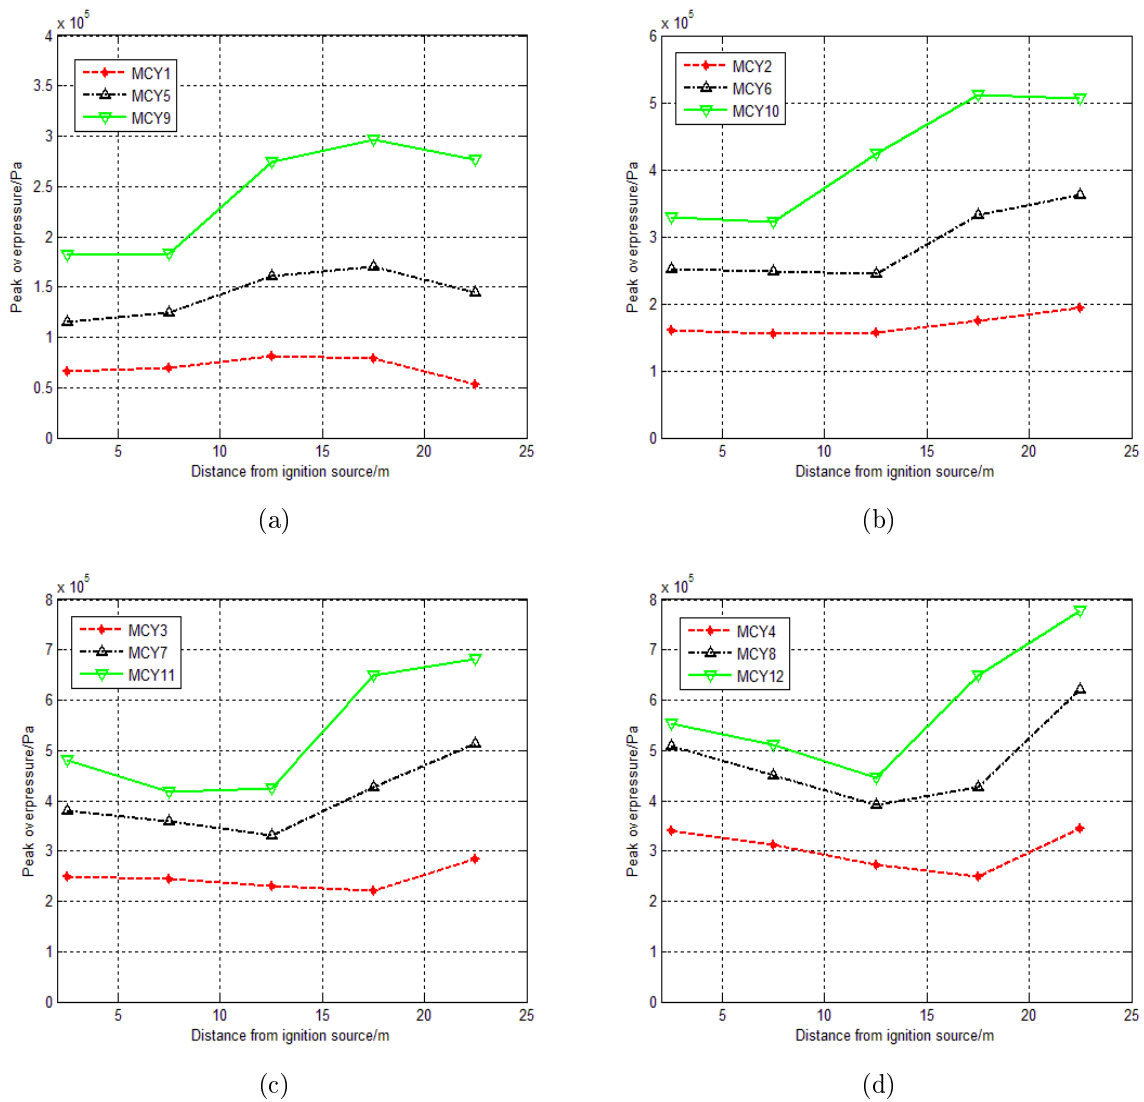 x 10^5
4
3.5
3
2.5
2
1.5
1
0.5
0
MCY1
MCY5
MCY9
Peak overpressure/Pa
5 10 15 20 25
Distance from ignition source/m
(a)
x 10^5
6
5
4
3
2
1
0
MCY2
MCY6
MCY10
Peak overpressure/Pa
5 10 15 20 25
Distance from ignition source/m
(b)
x 10^5
8
7
6
5
4
3
2
1
0
MCY3
MCY7
MCY11
Peak overpressure/Pa
5 10 15 20 25
Distance from ignition source/m
(c)
x 10^5
8
7
6
5
4
3
2
1
0
MCY4
MCY8
MCY12
Peak overpressure/Pa
5 10 15 20 25
Distance from ignition source/m
(d)